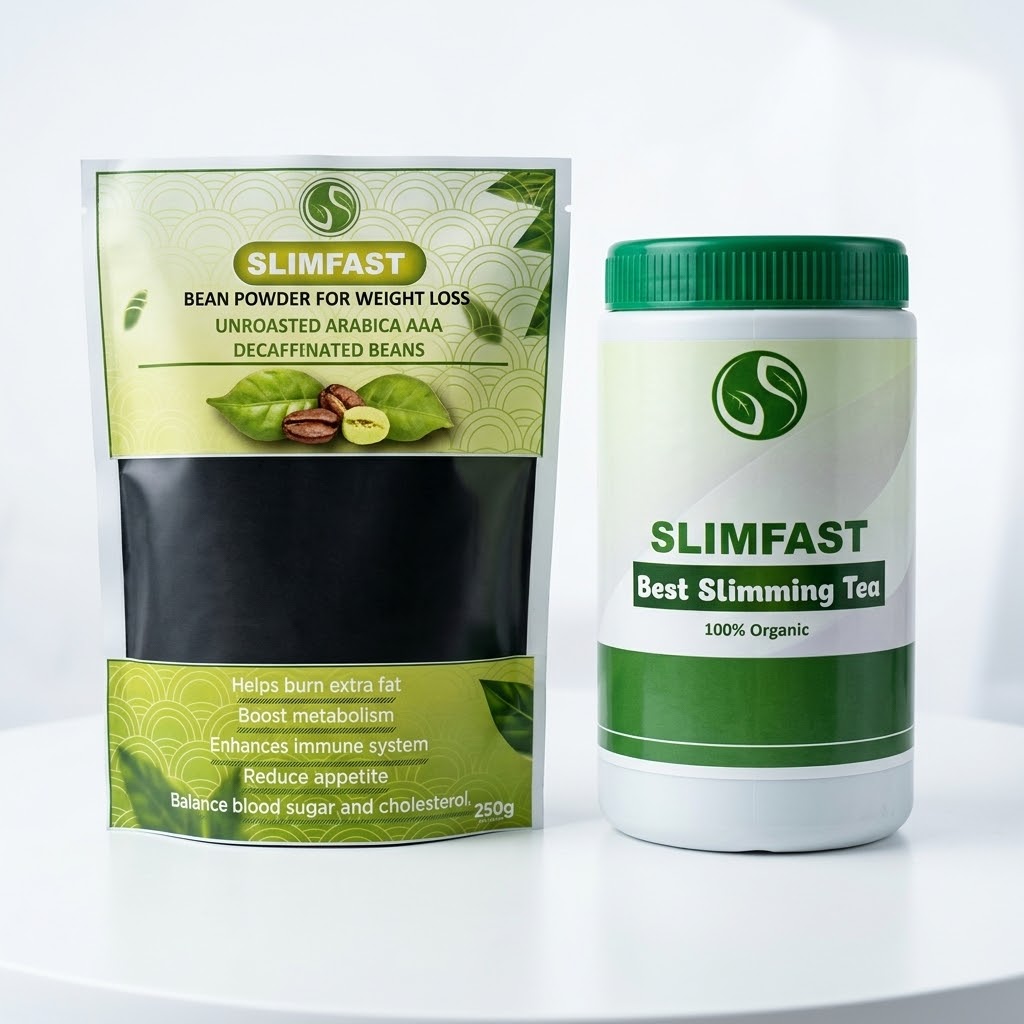 SLIMFAST
BEAN POWDER FOR WEIGHT LOSS
UNROASTED ARABICA AAA
DECAFFEINATED BEANS
Helps burn extra fat
Boost metabolism
Enhances immune system
Reduce appetite
Balance blood sugar and cholesterol.
250g
SLIMFAST
Best Slimming Tea
100% Organic